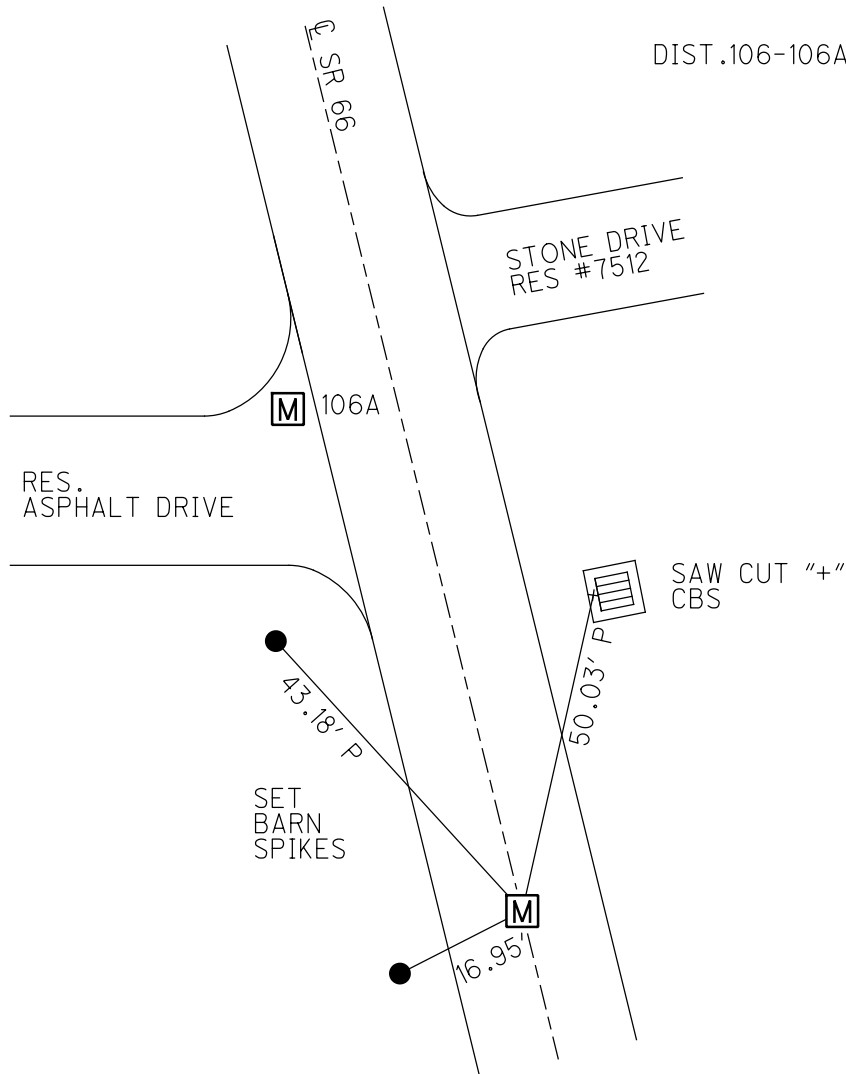 ℄ SR 66
DIST.106-106A
STONE DRIVE
RES #7512
M 106A
RES.
ASPHALT DRIVE
SAW CUT "+"
CBS
50.03' P
43.18' P
SET
BARN
SPIKES
M
16.95'